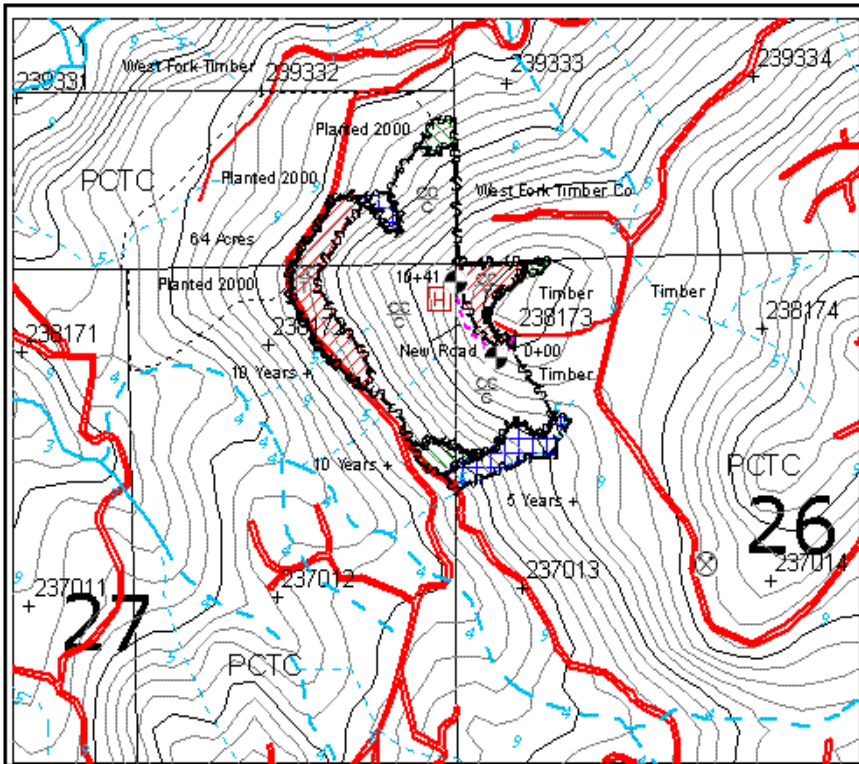 239331
West Fork Timber
239332
239333
239334
Planted 2000
PCTC
Planted 2000
West Fork Timber Co
64 Acres
Planted 2000
10+41
H
Timber
Timber
238171
238173
238174
New Road
0+00
10 Years +
Timber
10 Years +
PCTC
5 Years +
26
237011
237012
237013
237014
27
PCTC